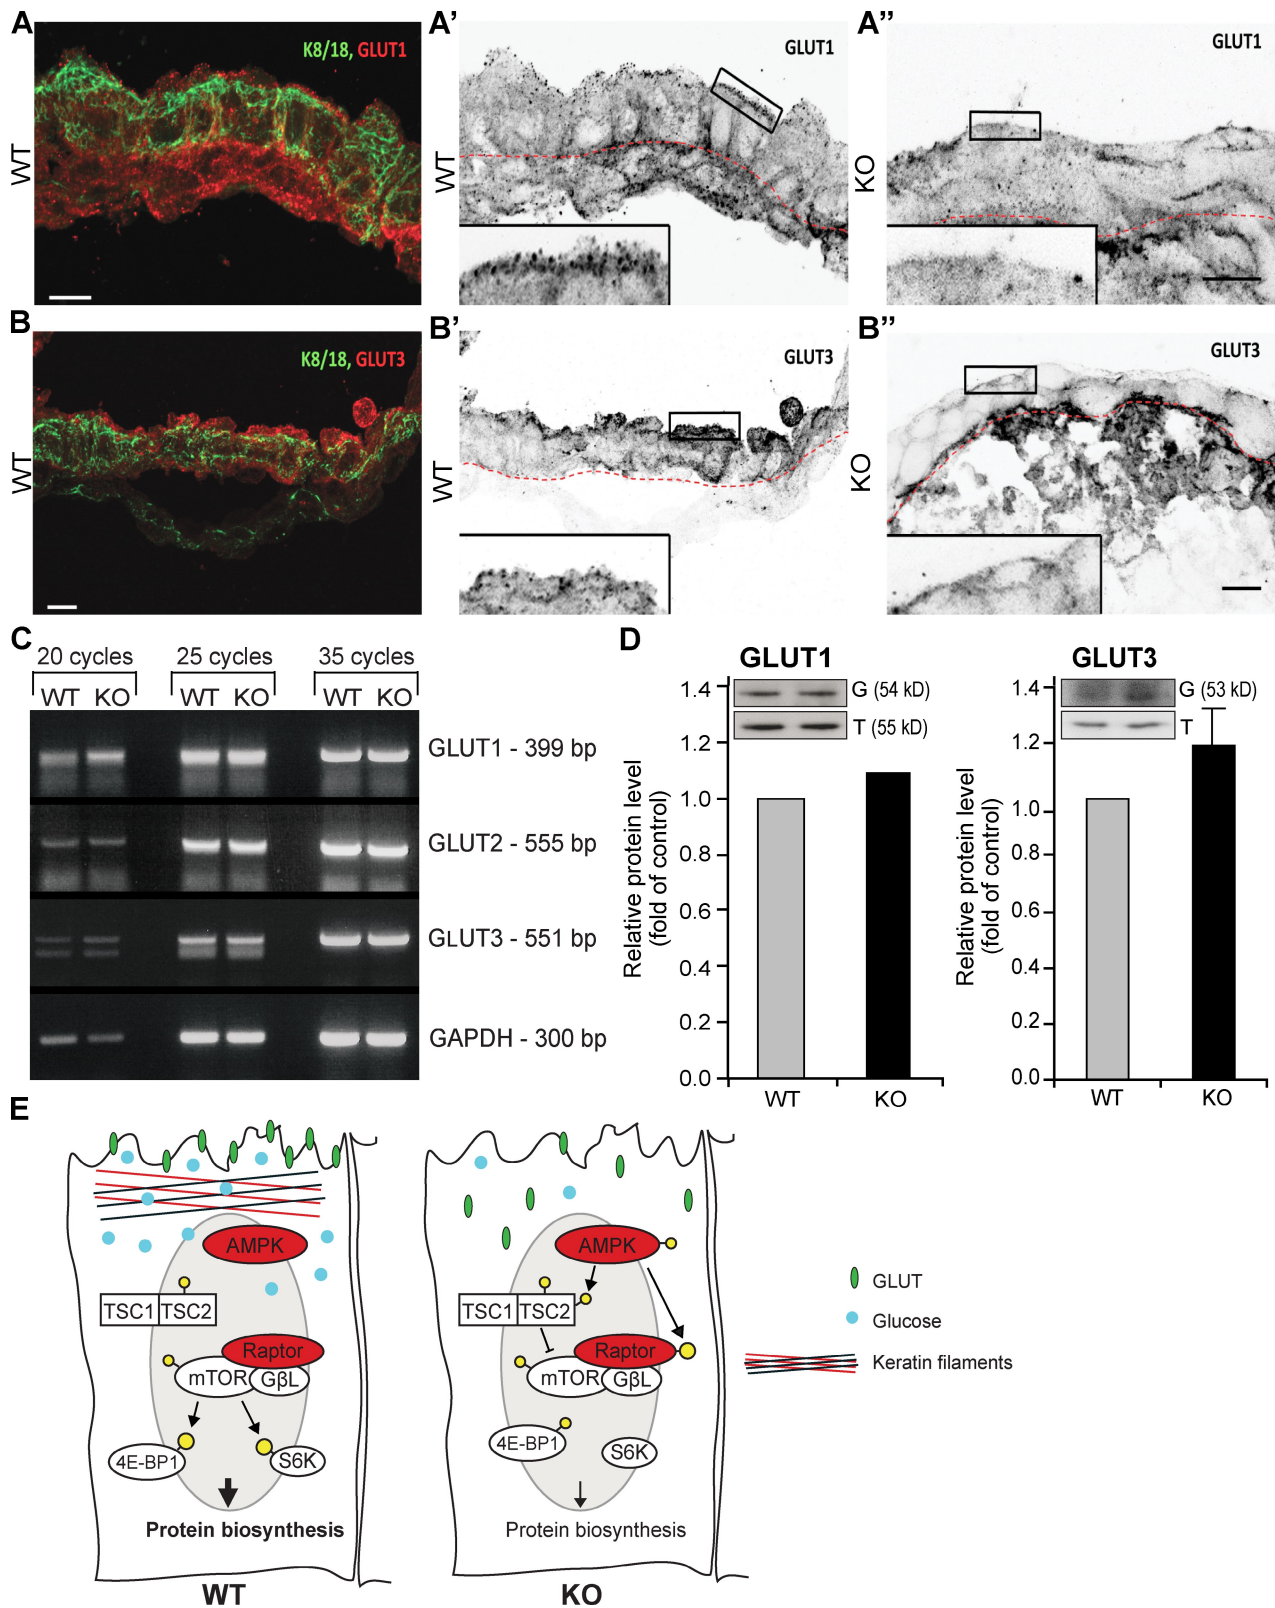 A
K8/18, GLUT1
WT
A'
GLUT1
WT
A''
GLUT1
KO
B
K8/18, GLUT3
WT
B'
GLUT3
WT
B''
GLUT3
KO
C
20 cycles 25 cycles 35 cycles
WT KO WT KO WT KO
GLUT1 - 399 bp
GLUT2 - 555 bp
GLUT3 - 551 bp
GAPDH - 300 bp
D
GLUT1
G (54 kD)
T (55 kD)
Relative protein level
(fold of control)
1.4
1.2
1.0
0.8
0.6
0.4
0.2
0.0
WT KO
GLUT3
G (53 kD)
T
Relative protein level
(fold of control)
1.4
1.2
1.0
0.8
0.6
0.4
0.2
0.0
WT KO
E
AMPK
TSC1 TSC2
Raptor
mTOR GβL
4E-BP1 S6K
Protein biosynthesis
WT
AMPK
TSC1 TSC2
Raptor
mTOR GβL
4E-BP1 S6K
Protein biosynthesis
KO
GLUT
Glucose
Keratin filaments